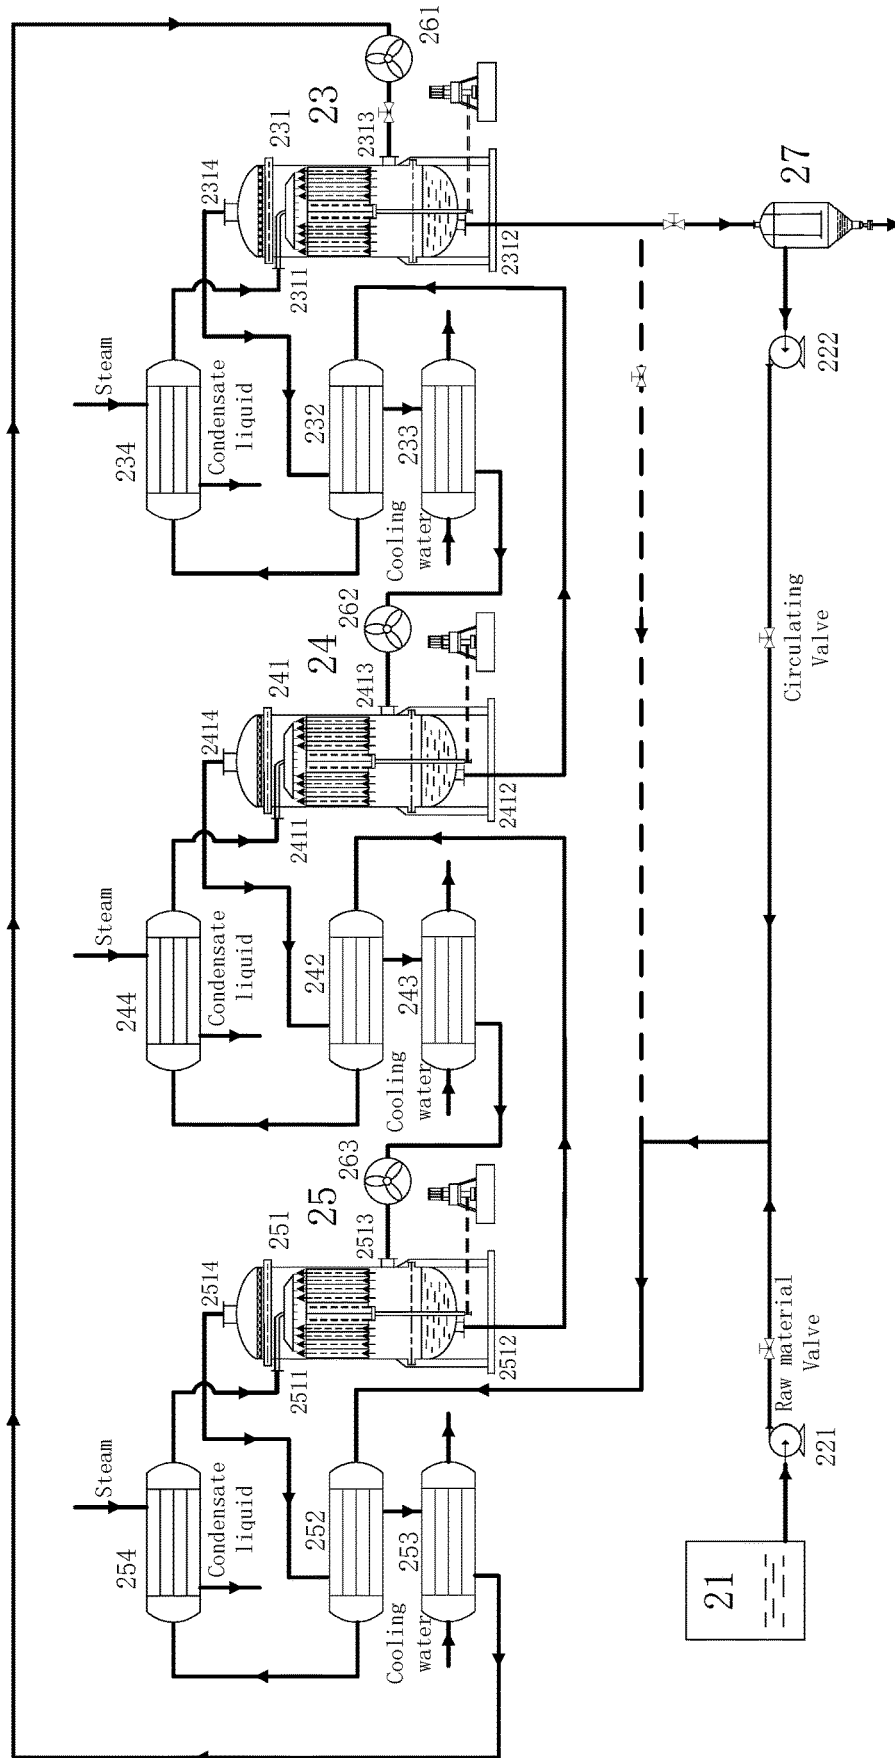 261
23
231
2313
2314
2311
2312
27
Steam
234
Condensate
liquid
232
233
Cooling
water
222
262
24
241
2413
2414
2411
2412
Circulating
Valve
Steam
244
Condensate
liquid
242
243
Cooling
water
263
25
251
2513
2514
2511
2512
Steam
254
Condensate
liquid
252
253
Cooling
water
Raw material
Valve
221
21